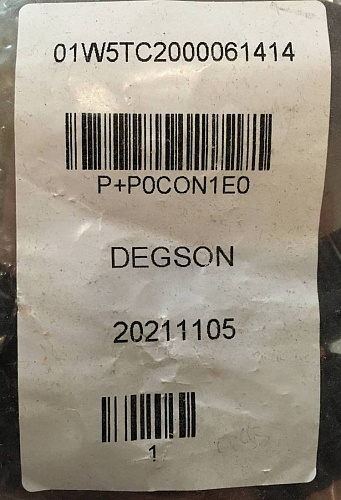 01W5TC2000061414
P+P0CON1E0
DEGSON
20211105
1